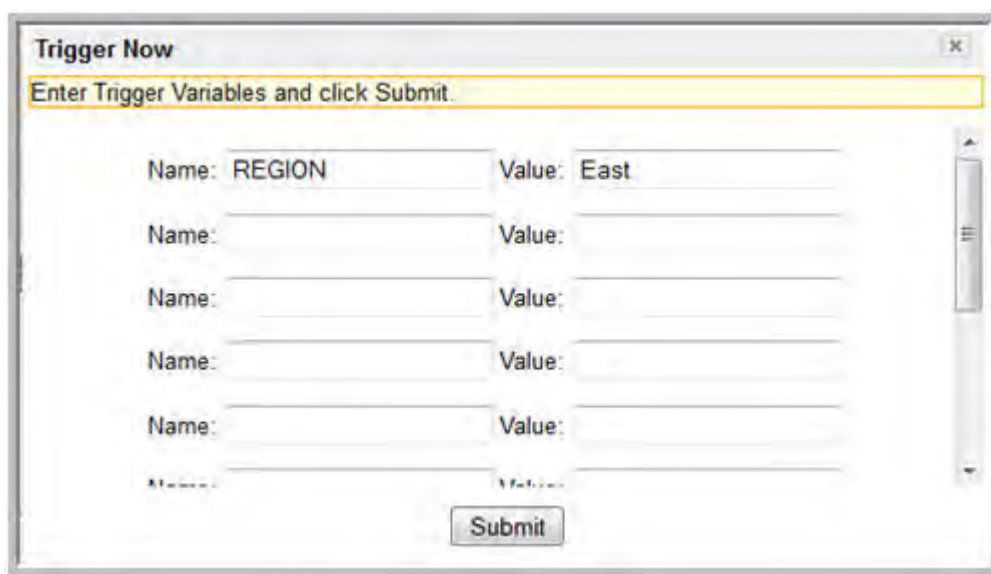 Trigger Now
Enter Trigger Variables and click Submit.
Name: REGION Value: East
Name: Value:
Name: Value:
Name: Value:
Name: Value:
Submit